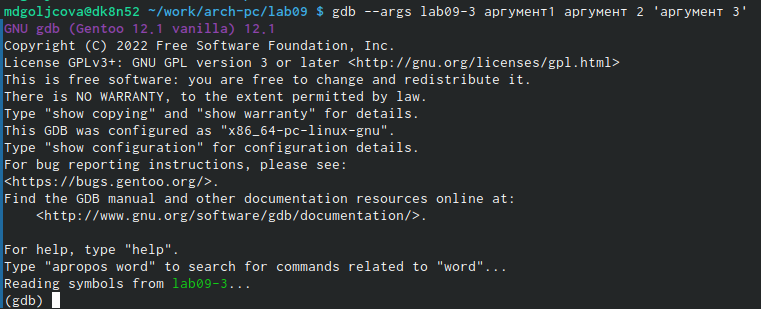 mdgoljcova@dk8n52 ~/work/arch-pc/lab09 $ gdb --args lab09-3 аргумент1 аргумент 2 'аргумент 3'
GNU gdb (Gentoo 12.1 vanilla) 12.1
Copyright (C) 2022 Free Software Foundation, Inc.
License GPLv3+: GNU GPL version 3 or later <http://gnu.org/licenses/gpl.html>
This is free software: you are free to change and redistribute it.
There is NO WARRANTY, to the extent permitted by law.
Type "show copying" and "show warranty" for details.
This GDB was configured as "x86_64-pc-linux-gnu".
Type "show configuration" for configuration details.
For bug reporting instructions, please see:
<https://bugs.gentoo.org/>.
Find the GDB manual and other documentation resources online at:
    <http://www.gnu.org/software/gdb/documentation/>.

For help, type "help".
Type "apropos word" to search for commands related to "word"...
Reading symbols from lab09-3...
(gdb)